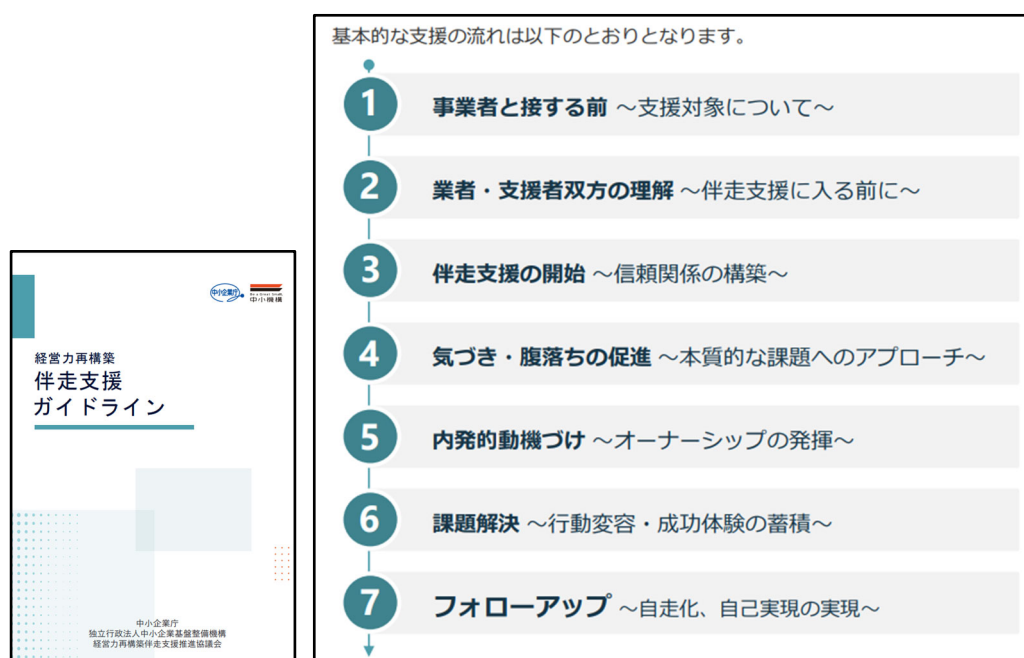 中小企業庁
Be a Great Small.
中小機構
経営力再構築
伴走支援
ガイドライン
中小企業庁
独立行政法人中小企業基盤整備機構
経営力再構築伴走支援推進協議会
基本的な支援の流れは以下のとおりとなります。
1 事業者と接する前 ～支援対象について～
2 業者・支援者双方の理解 ～伴走支援に入る前に～
3 伴走支援の開始 ～信頼関係の構築～
4 気づき・腹落ちの促進 ～本質的な課題へのアプローチ～
5 内発的動機づけ ～オーナーシップの発揮～
6 課題解決 ～行動変容・成功体験の蓄積～
7 フォローアップ ～自走化、自己実現の実現～